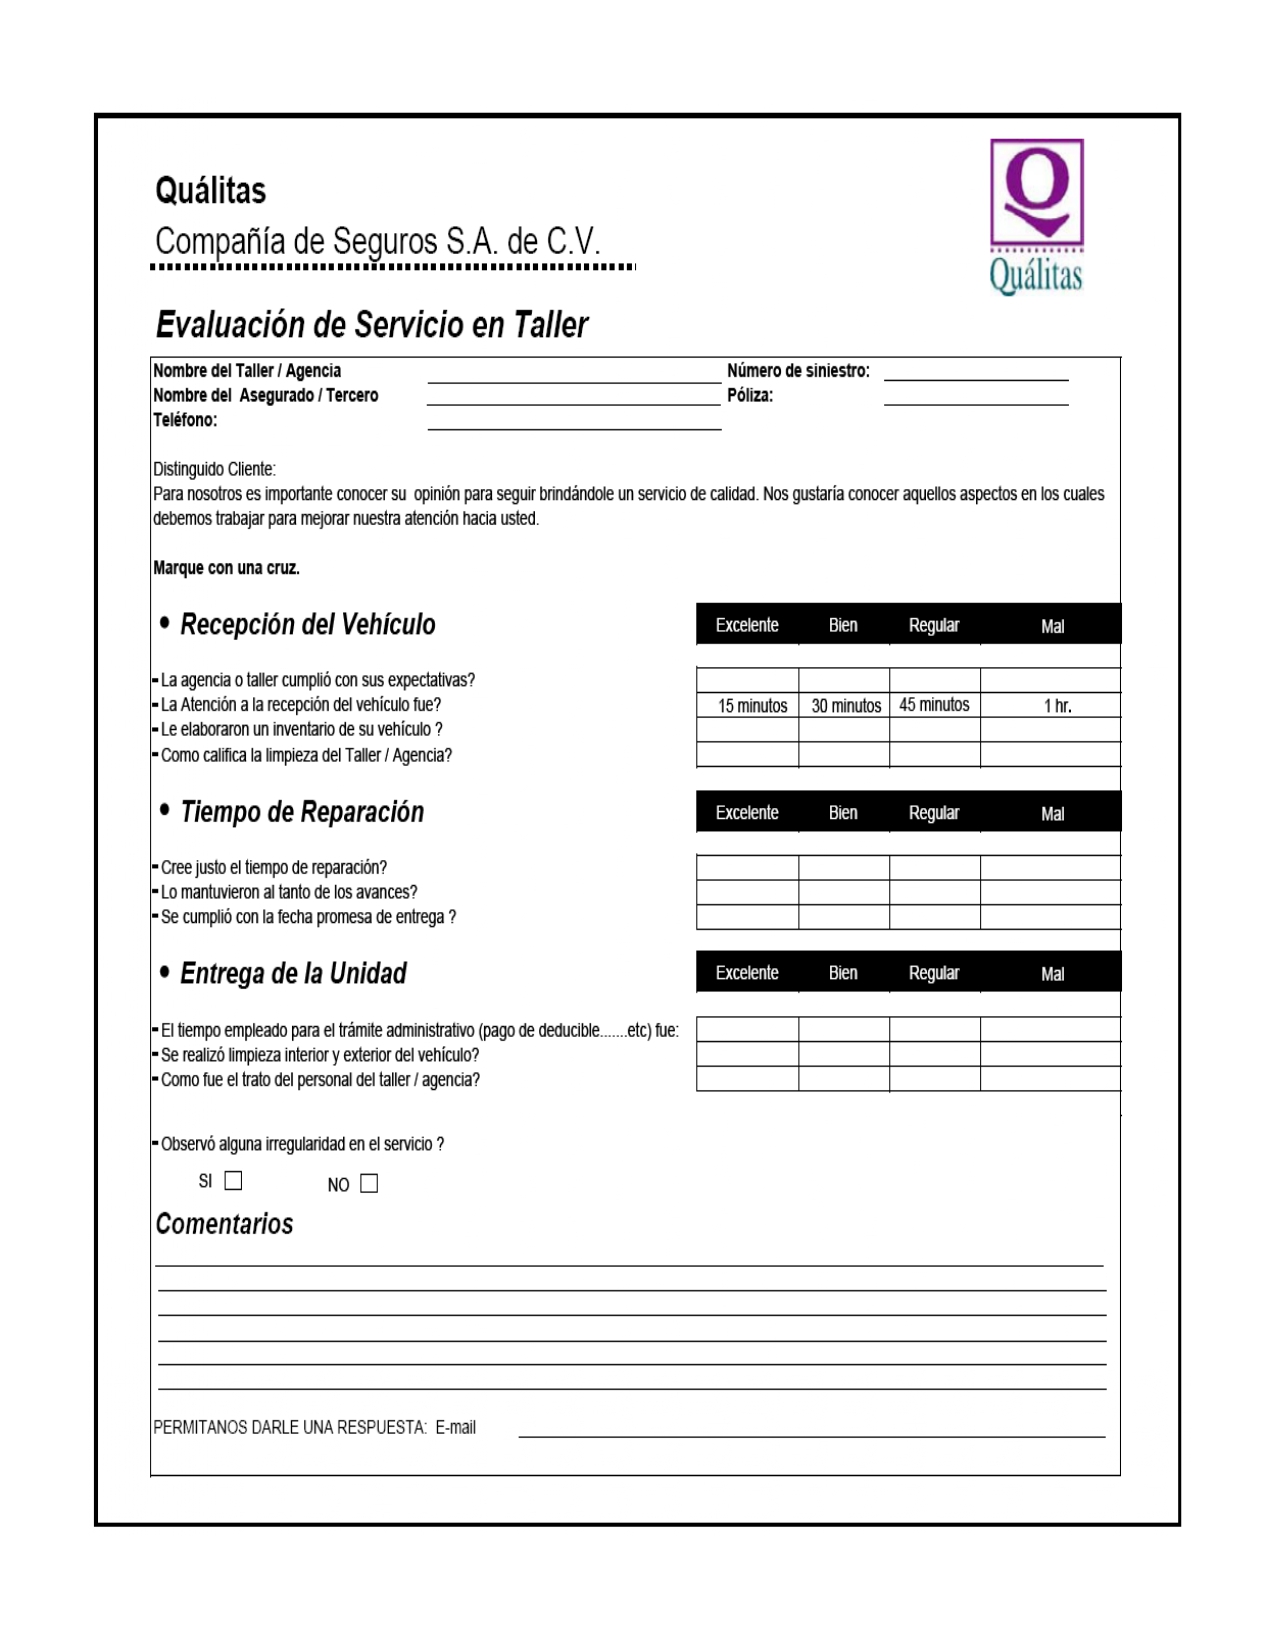 Quálitas
Compañía de Seguros S.A. de C.V.
Q
Quálitas
Evaluación de Servicio en Taller
Nombre del Taller / Agencia Número de siniestro:
Nombre del Asegurado / Tercero Póliza:
Teléfono:
Distinguido Cliente:
Para nosotros es importante conocer su opinión para seguir brindándole un servicio de calidad. Nos gustaría conocer aquellos aspectos en los cuales
debemos trabajar para mejorar nuestra atención hacia usted.
Marque con una cruz.
• Recepción del Vehículo Excelente Bien Regular Mal
- La agencia o taller cumplió con sus expectativas?
- La Atención a la recepción del vehículo fue? 15 minutos 30 minutos 45 minutos 1 hr.
- Le elaboraron un inventario de su vehículo ?
- Como califica la limpieza del Taller / Agencia?
• Tiempo de Reparación Excelente Bien Regular Mal
- Cree justo el tiempo de reparación?
- Lo mantuvieron al tanto de los avances?
- Se cumplió con la fecha promesa de entrega ?
• Entrega de la Unidad Excelente Bien Regular Mal
- El tiempo empleado para el trámite administrativo (pago de deducible.......etc) fue:
- Se realizó limpieza interior y exterior del vehículo?
- Como fue el trato del personal del taller / agencia?
- Observó alguna irregularidad en el servicio ?
SI NO
Comentarios
PERMITANOS DARLE UNA RESPUESTA: E-mail